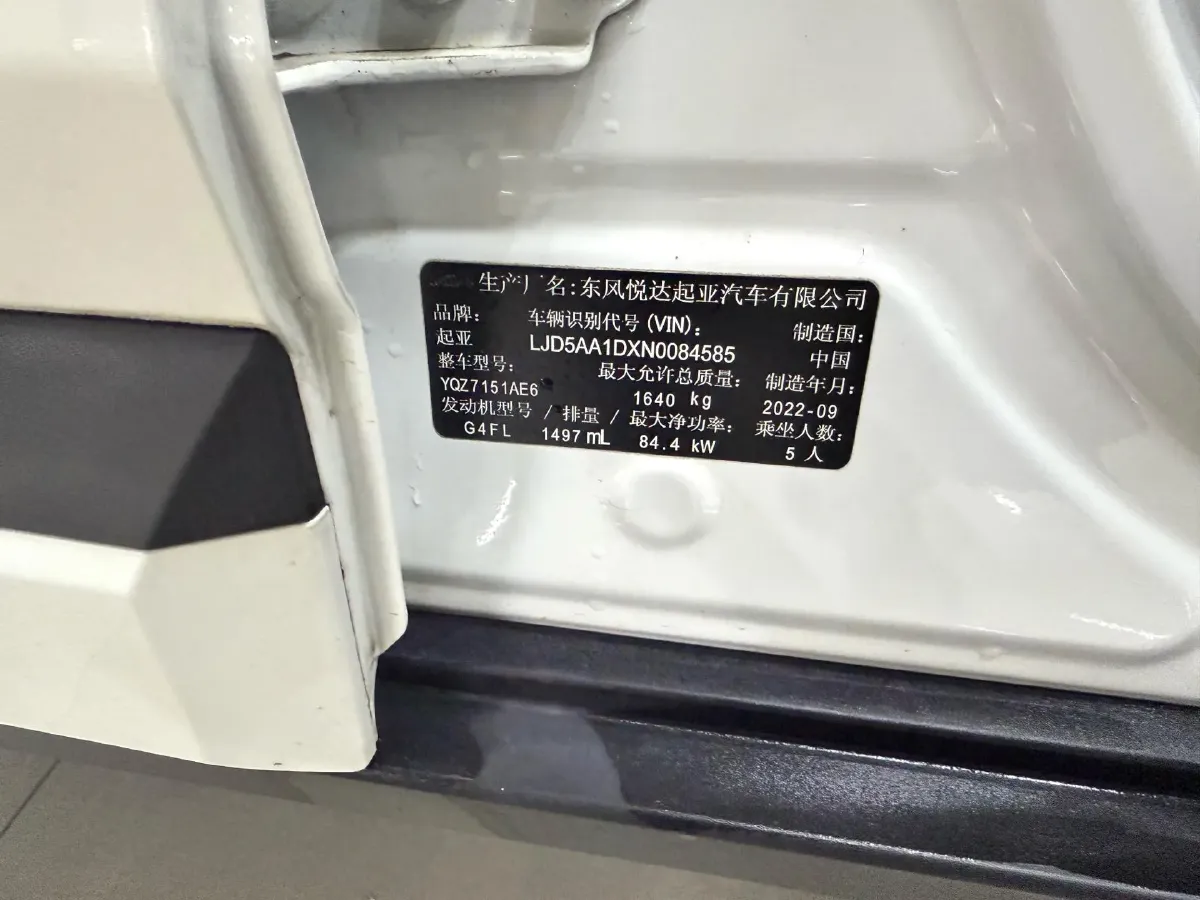 生产厂名:东风悦达起亚汽车有限公司
品牌: 车辆识别代号(VIN): 制造国:
起亚 LJD5AA1DXN0084585 中国
整车型号: 最大允许总质量: 制造年月:
YQZ7151AE6 1640 kg 2022-09
发动机型号 / 排量 / 最大净功率: 乘坐人数:
G4FL 1497 mL 84.4 kW 5 人